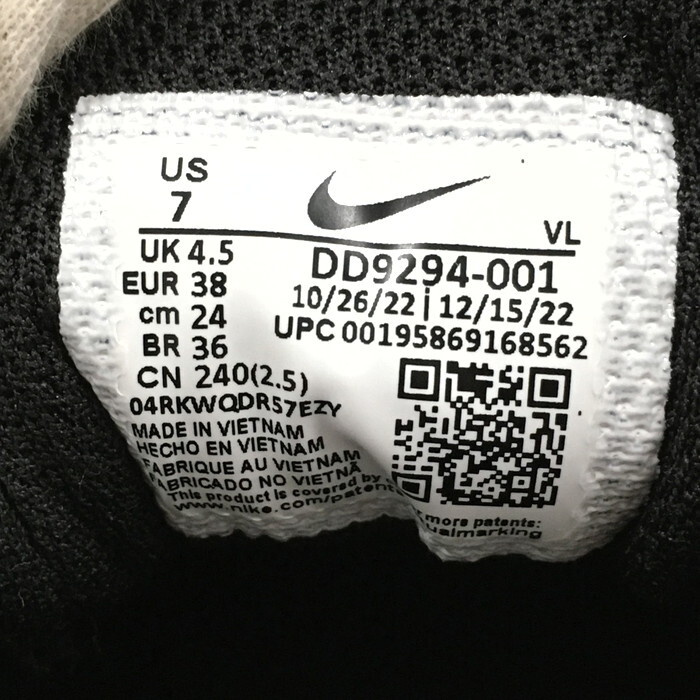 US
7
VL
UK 4.5
EUR 38
cm 24
BR 36
CN 240(2.5)
DD9294-001
10/26/22 | 12/15/22
UPC 00195869168562
04RKWQDR57EZY
MADE IN VIETNAM
HECHO EN VIETNAM
FABRIQUE AU VIETNAM
FABRICADO NO VIETNÃ
This product is covered by
www.nike.com/patent
more patents: